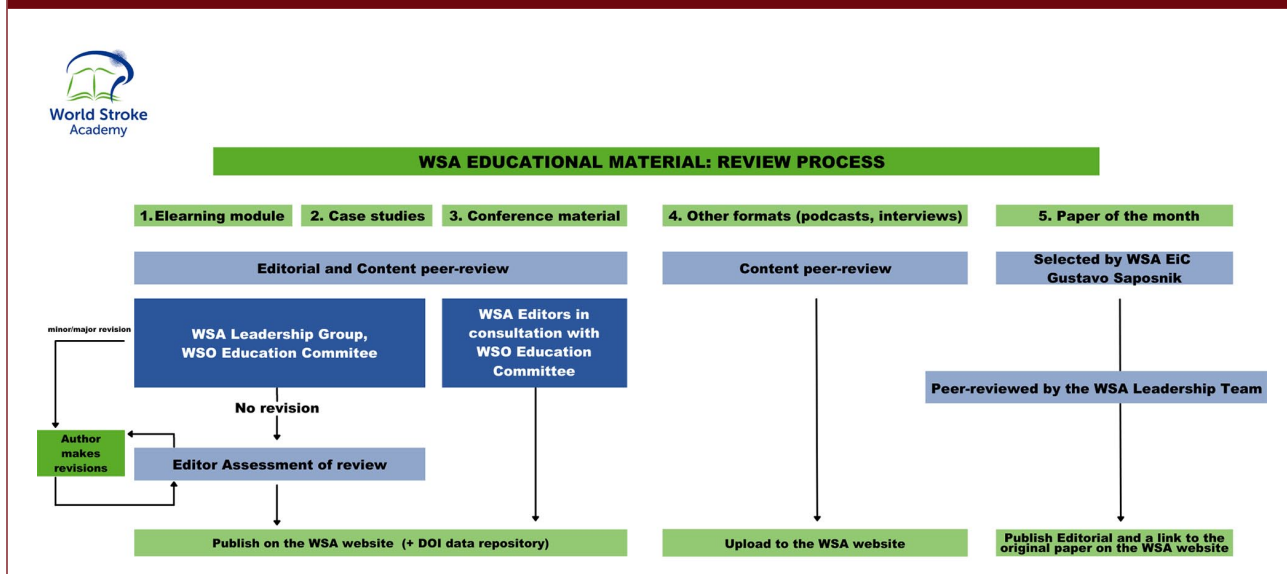 World Stroke
Academy
WSA EDUCATIONAL MATERIAL: REVIEW PROCESS
1.Elearning module
2. Case studies
3. Conference material
4. Other formats (podcasts, interviews)
5. Paper of the month
Editorial and Content peer-review
Content peer-review
Selected by WSA EiC
Gustavo Saposnik
minor/major revision
WSA Leadership Group,
WSO Education Commitee
WSA Editors in
consultation with
WSO Education
Committee
Peer-reviewed by the WSA Leadership Team
No revision
Author
makes
revisions
Editor Assessment of review
Publish on the WSA website (+ DOI data repository)
Upload to the WSA website
Publish Editorial and a link to the
original paper on the WSA website